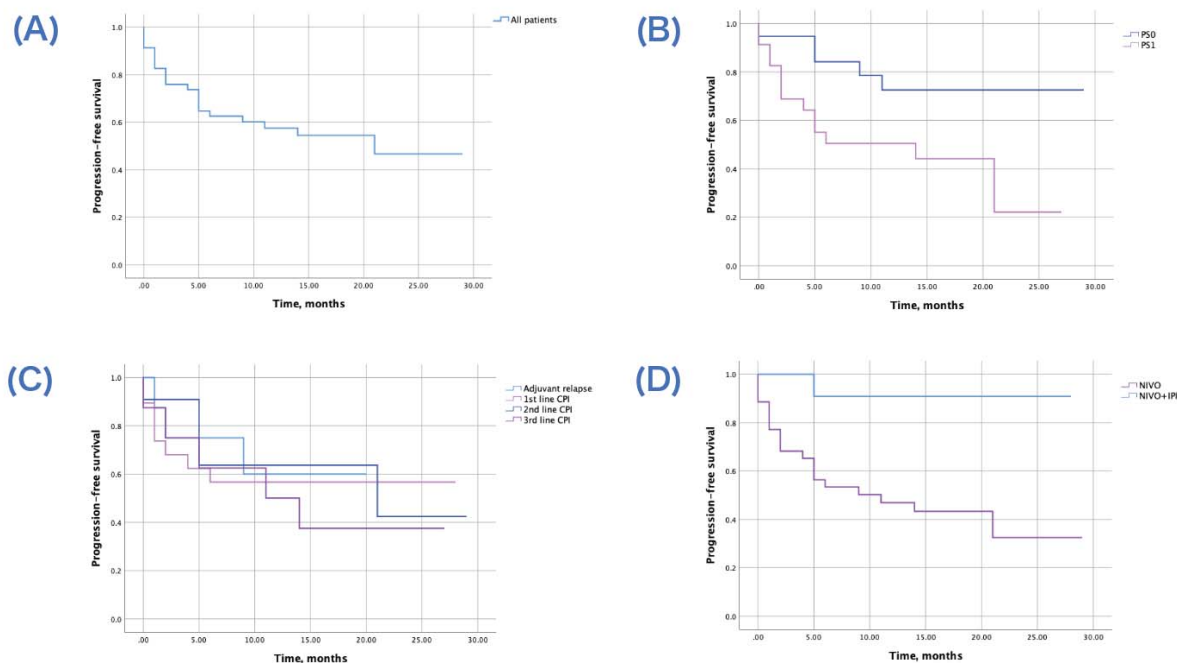 (A)
All patients
Progression-free survival
1.0
0.8
0.6
0.4
0.2
0.0
.00 5.00 10.00 15.00 20.00 25.00 30.00
Time, months
(B)
PS0
PS1
Progression-free survival
1.0
0.8
0.6
0.4
0.2
0.0
.00 5.00 10.00 15.00 20.00 25.00 30.00
Time, months
(C)
Adjuvant relapse
1st line CPI
2nd line CPI
3rd line CPI
Progression-free survival
1.0
0.8
0.6
0.4
0.2
0.0
.00 5.00 10.00 15.00 20.00 25.00 30.00
Time, months
(D)
NIVO
NIVO+IPI
Progression-free survival
1.0
0.8
0.6
0.4
0.2
0.0
.00 5.00 10.00 15.00 20.00 25.00 30.00
Time, months